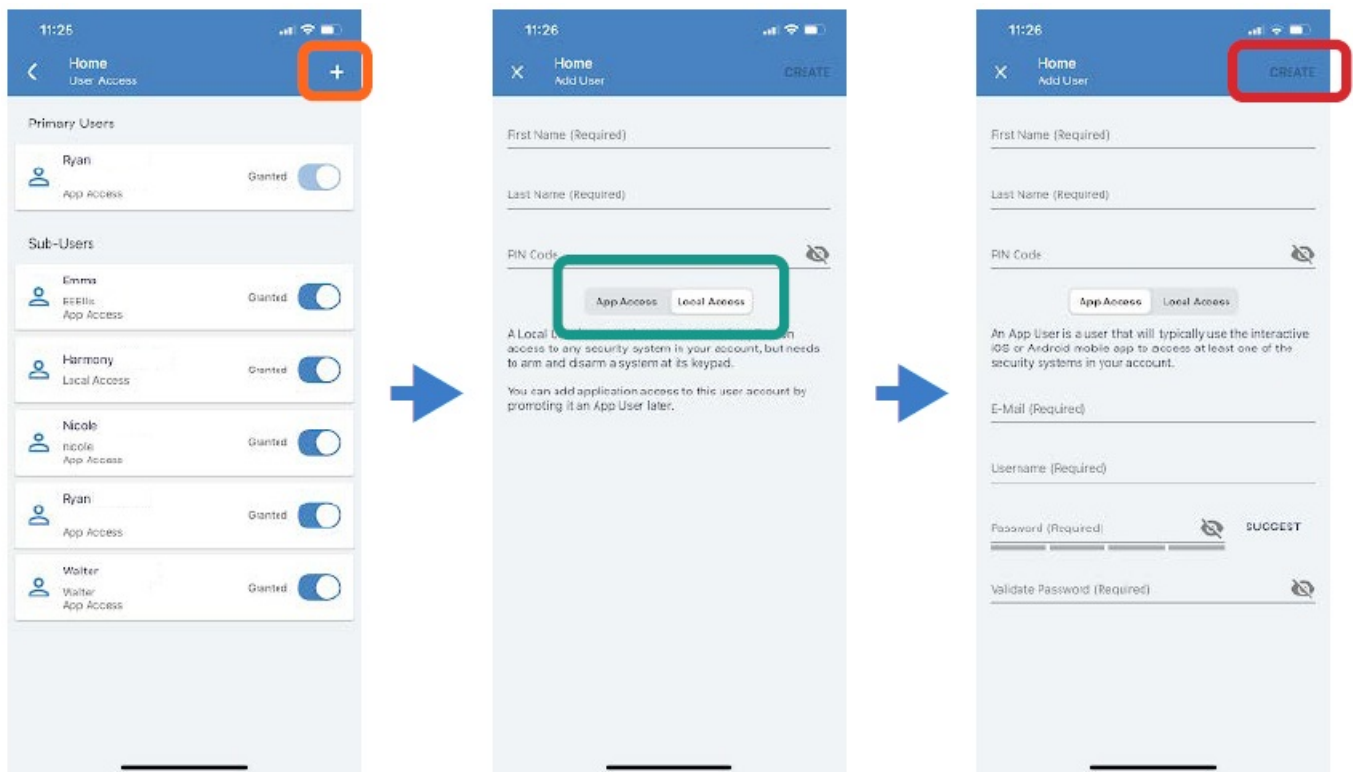 11:25
Home
User Access
+
Primary Users
Ryan
App Access
Granted
Sub-Users
Emma
App Access
Granted
Harmony
Local Access
Granted
Nicole
nicole
App Access
Granted
Ryan
App Access
Granted
Walter
Walter
App Access
Granted
11:26
Home
Add User
CREATE
First Name (Required)
Last Name (Required)
PIN Code
App Access Local Access
A Local
access to any security system in your account, but needs
to arm and disarm a system at its keypad.
You can add application access to this user account by
promoting it an App User later.
11:26
Home
Add User
CREATE
First Name (Required)
Last Name (Required)
PIN Code
App Access Local Access
An App User is a user that will typically use the interactive
iOS or Android mobile app to access at least one of the
security systems in your account.
E-Mail (Required)
Username (Required)
Password (Required)
SUGGEST
Validate Password (Required)